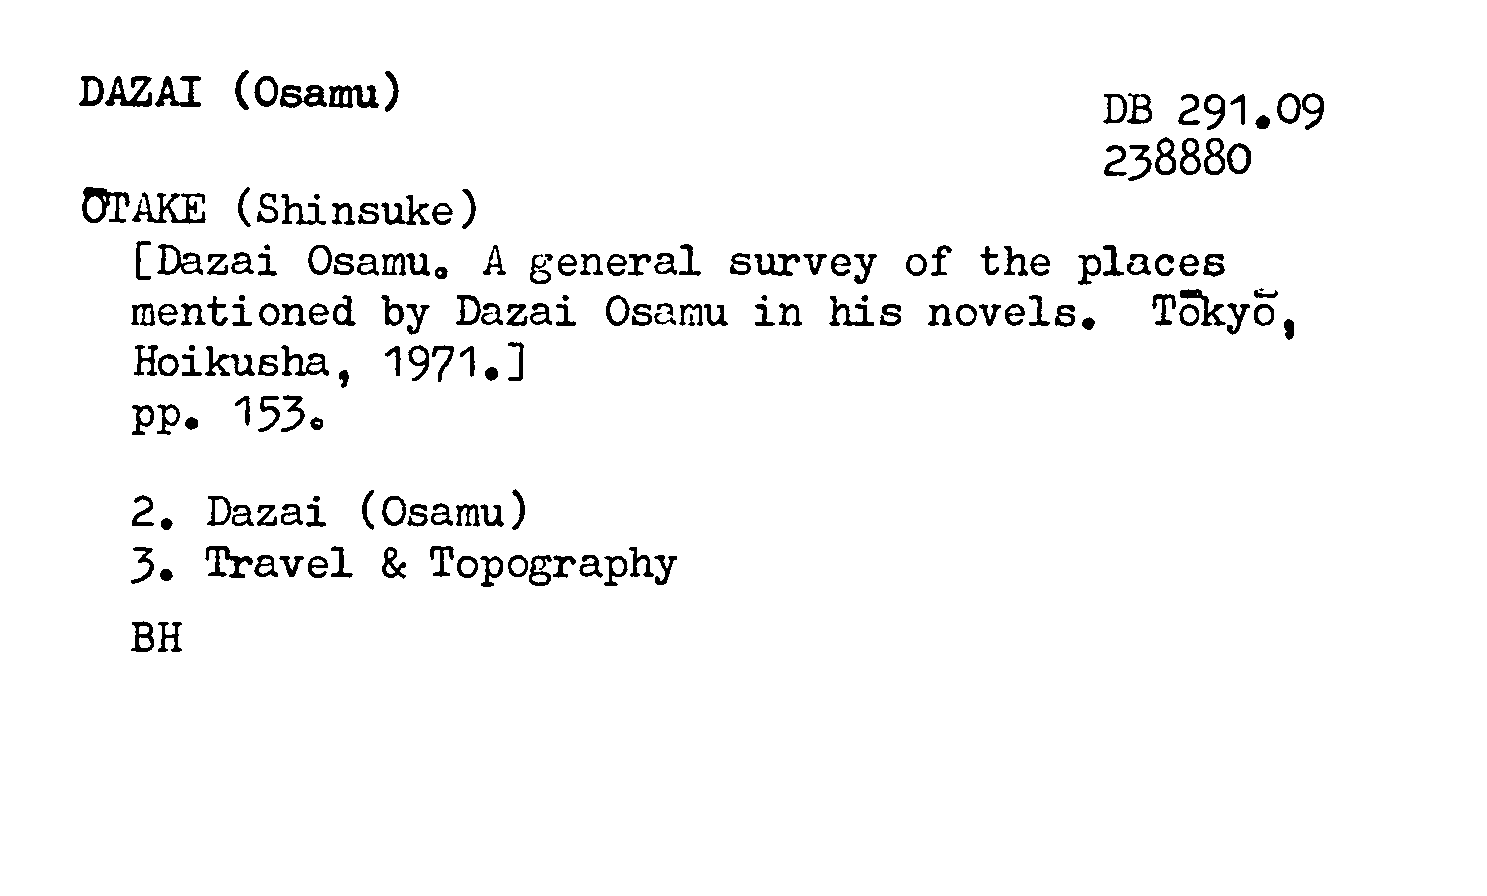 DAZAI (Osamu)
DB 291.09
238880
ŌTAKE (Shinsuke)
[Dazai Osamu. A general survey of the places
mentioned by Dazai Osamu in his novels. Tōkyō,
Hoikusha, 1971.]
pp. 153.
2. Dazai (Osamu)
3. Travel & Topography
BH